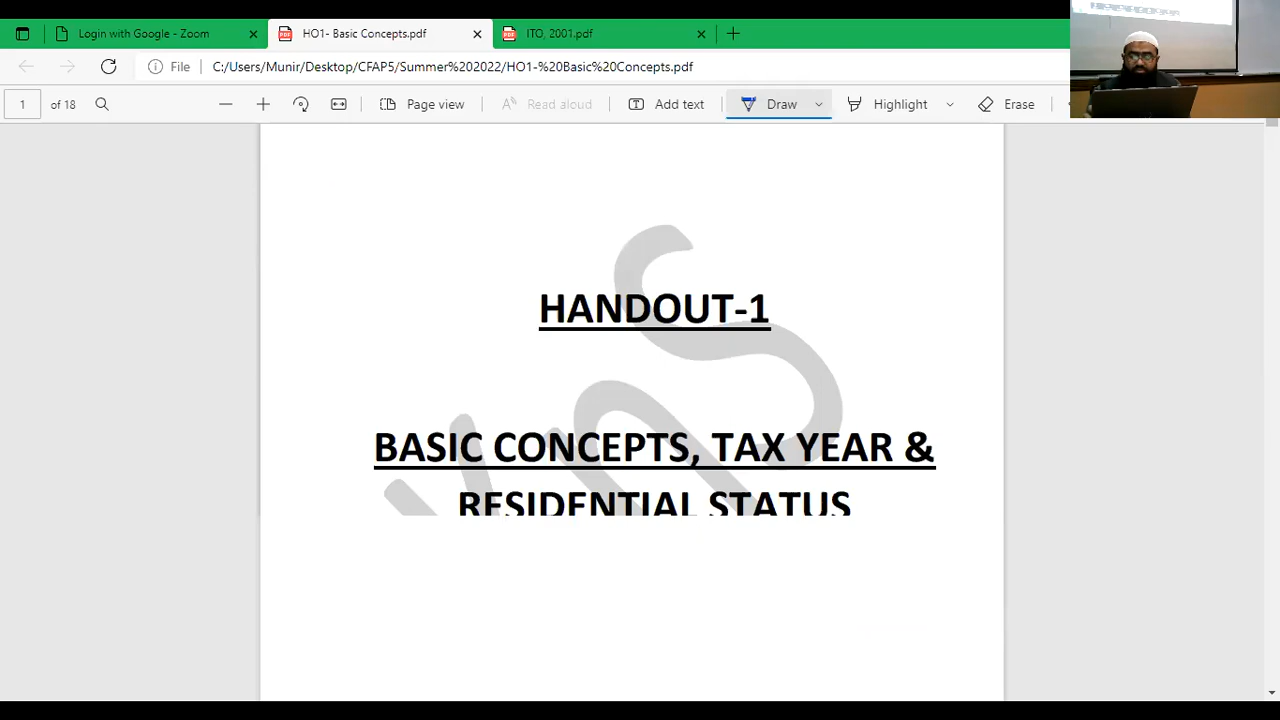 Login with Google - Zoom
HO1- Basic Concepts.pdf
ITO, 2001.pdf
File
C:/Users/Munir/Desktop/CFAP5/Summ%202022/HO1-%20Basic%20Concepts.pdf
1 of 18
Page view
Read aloud
Add text
Draw
Highlight
Erase
HANDOUT-1
BASIC CONCEPTS, TAX YEAR &
RESIDENTIAL STATUS